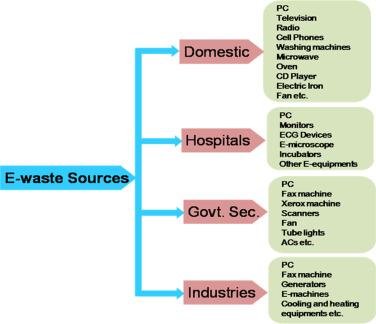 E-waste Sources
Domestic
PC
Television
Radio
Cell Phones
Washing machines
Microwave
Oven
CD Player
Electric Iron
Fan etc.
Hospitals
PC
Monitors
ECG Devices
E-microscope
Incubators
Other E-equipments
Govt. Sec.
PC
Fax machine
Xerox machine
Scanners
Fan
Tube lights
ACs etc.
Industries
PC
Fax machine
Generators
E-machines
Cooling and heating
equipments etc.